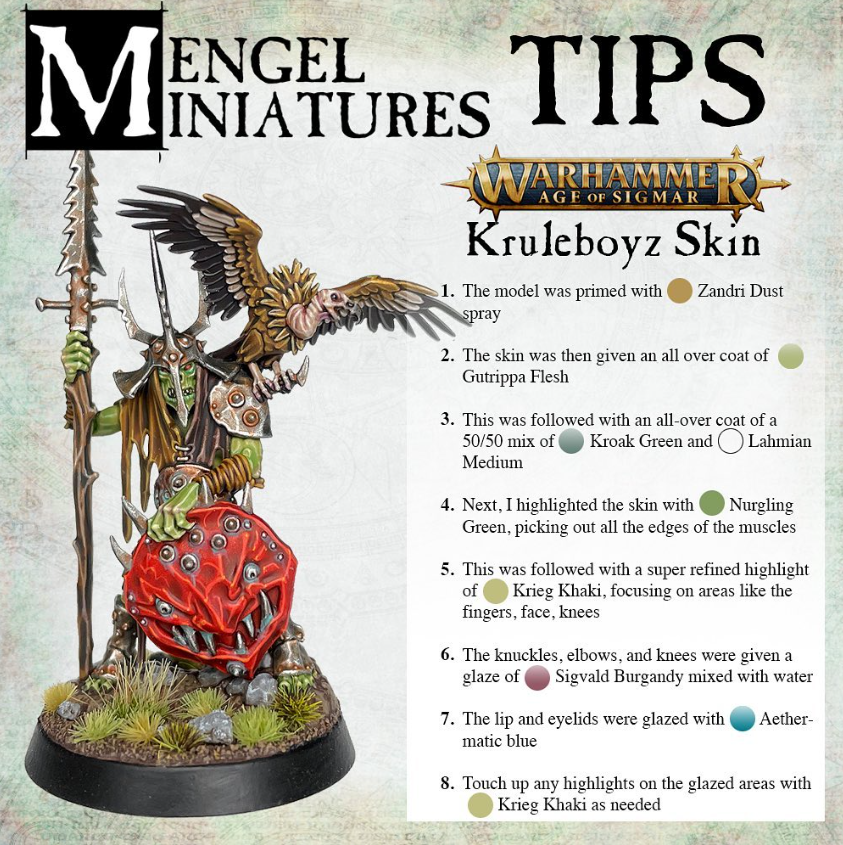 MENGEL
MINIATURES
TIPS
WARHAMMER
AGE OF SIGMAR
Kruleboyz Skin
1. The model was primed with Zandri Dust
spray
2. The skin was then given an all over coat of
Gutrippa Flesh
3. This was followed with an all-over coat of a
50/50 mix of Kroak Green and Lahmian
Medium
4. Next, I highlighted the skin with Nurgling
Green, picking out all the edges of the muscles
5. This was followed with a super refined highlight
of Krieg Khaki, focusing on areas like the
fingers, face, knees
6. The knuckles, elbows, and knees were given a
glaze of Sigvald Burgandy mixed with water
7. The lip and eyelids were glazed with Aether-
matic blue
8. Touch up any highlights on the glazed areas with
Krieg Khaki as needed